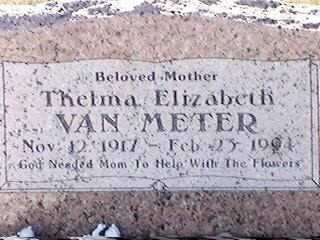 Beloved Mother
Thelma Elizabeth
VAN METER
Nov. 12 1917 – Feb. 23 1994
God Needed Mom To Help With The Flowers